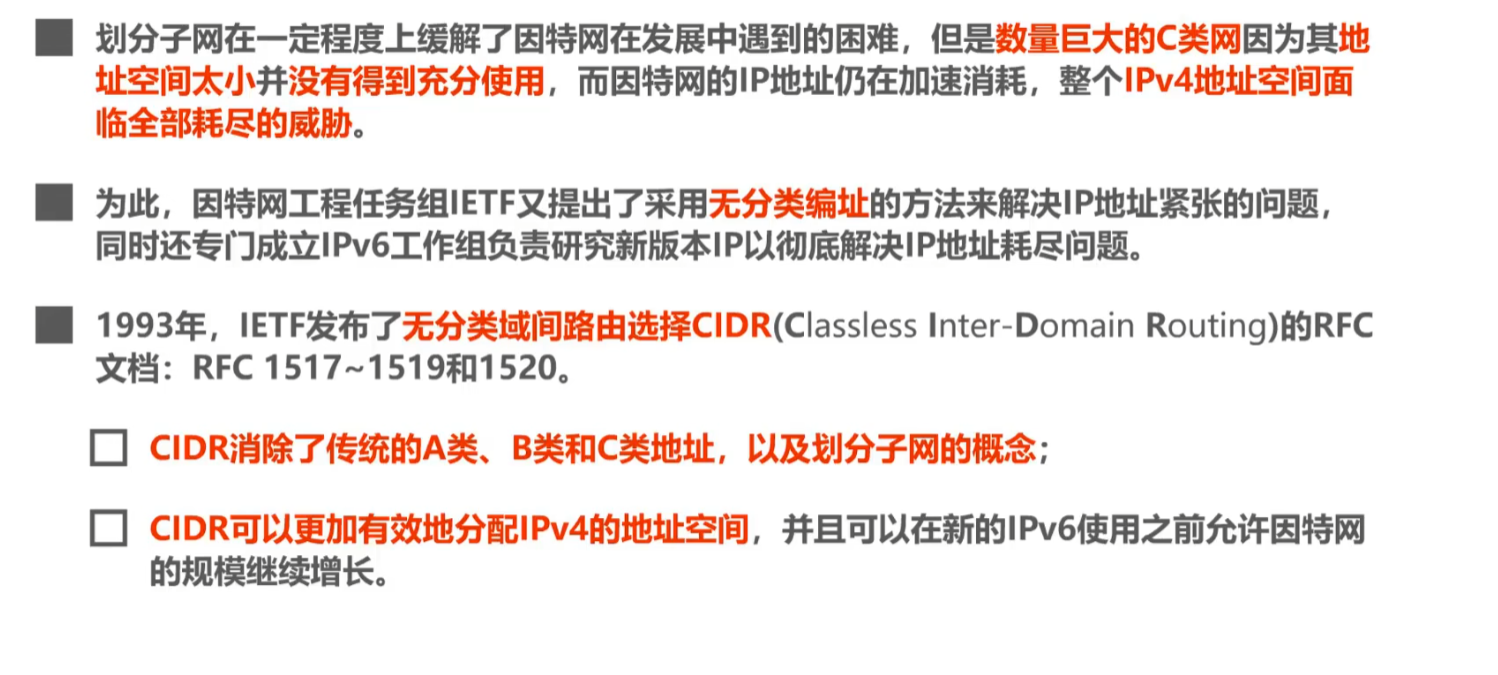 划分子网在一定程度上缓解了因特网在发展中遇到的困难，但是数量巨大的C类网因为其地
址空间太小并没有得到充分使用，而因特网的IP地址仍在加速消耗，整个IPv4地址空间面
临全部耗尽的威胁。
为此，因特网工程任务组IETF又提出了采用无分类编址的方法来解决IP地址紧张的问题，
同时还专门成立IPv6工作组负责研究新版本IP以彻底解决IP地址耗尽问题。
1993年，IETF发布了无分类域间路由选择CIDR(Classless Inter-Domain Routing)的RFC
文档：RFC 1517~1519和1520。
CIDR消除了传统的A类、B类和C类地址，以及划分子网的概念；
CIDR可以更加有效地分配IPv4的地址空间，并且可以在新的IPv6使用之前允许因特网
的规模继续增长。